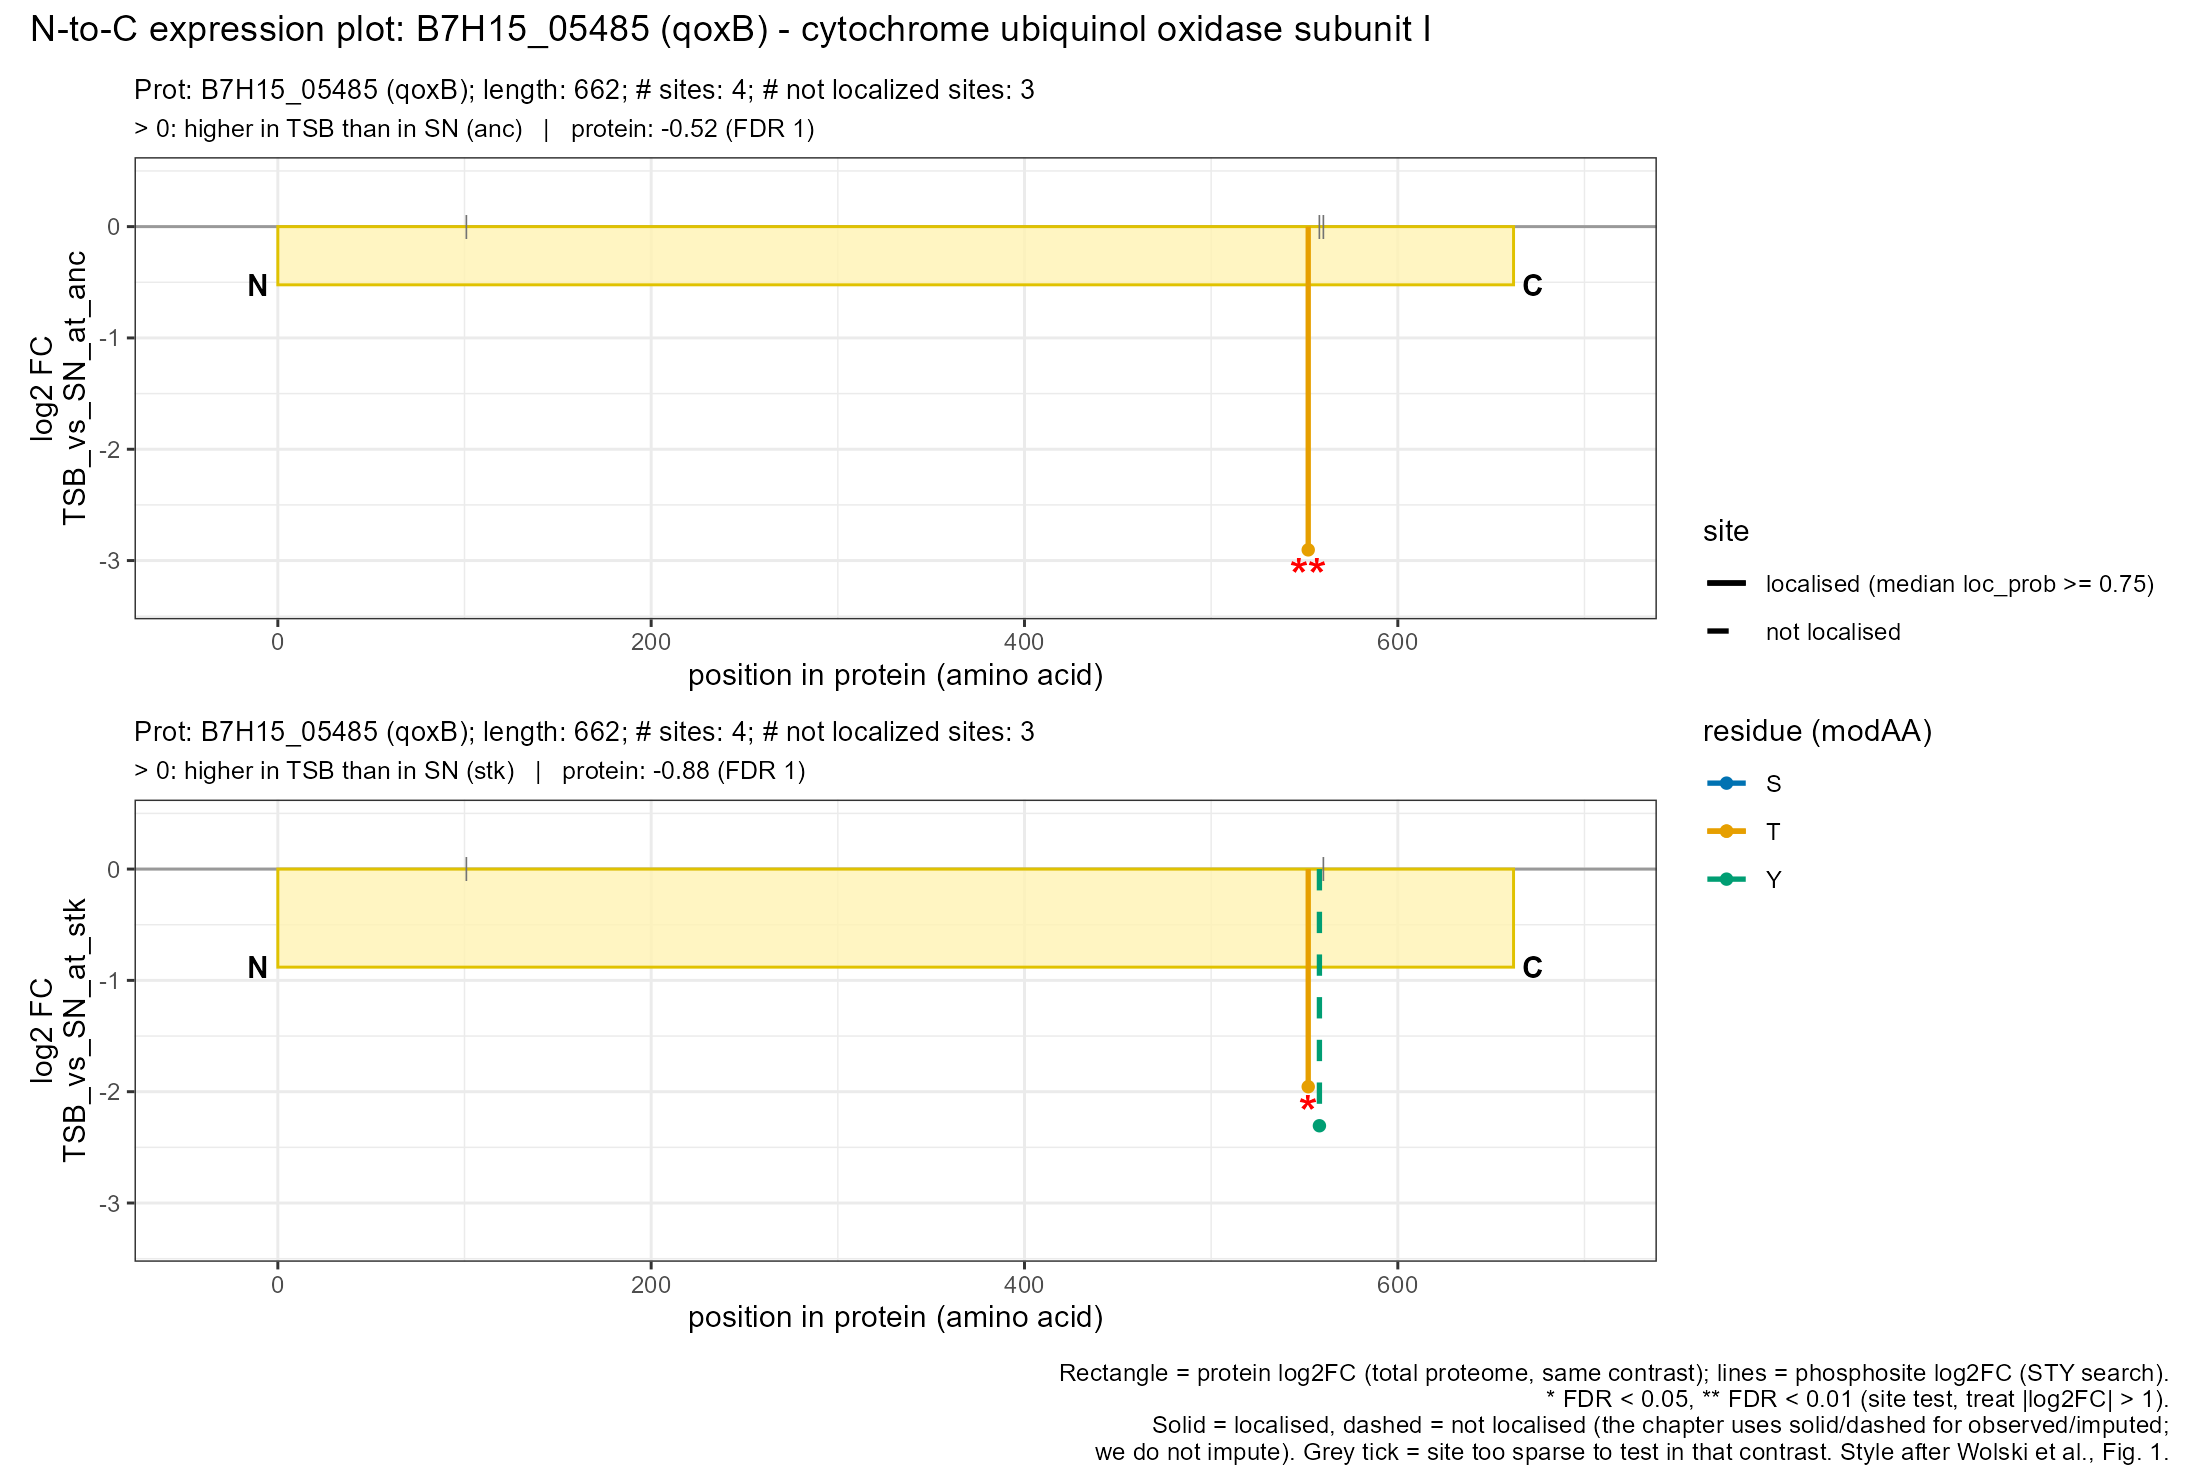 N-to-C expression plot: B7H15_05485 (qoxB) - cytochrome ubiquinol oxidase subunit I
Prot: B7H15_05485 (qoxB); length: 662; # sites: 4; # not localized sites: 3
> 0: higher in TSB than in SN (anc)   |   protein: -0.52 (FDR 1)
log2 FC
TSB_vs_SN_at_anc
0
-1
-2
-3
N
C
**
0
200
400
600
position in protein (amino acid)
Prot: B7H15_05485 (qoxB); length: 662; # sites: 4; # not localized sites: 3
> 0: higher in TSB than in SN (stk)   |   protein: -0.88 (FDR 1)
log2 FC
TSB_vs_SN_at_stk
0
-1
-2
-3
N
C
*
0
200
400
600
position in protein (amino acid)
site
localised (median loc_prob >= 0.75)
not localised
residue (modAA)
S
T
Y
Rectangle = protein log2FC (total proteome, same contrast); lines = phosphosite log2FC (STY search).
* FDR < 0.05, ** FDR < 0.01 (site test, treat |log2FC| > 1).
Solid = localised, dashed = not localised (the chapter uses solid/dashed for observed/imputed;
we do not impute). Grey tick = site too sparse to test in that contrast. Style after Wolski et al., Fig. 1.